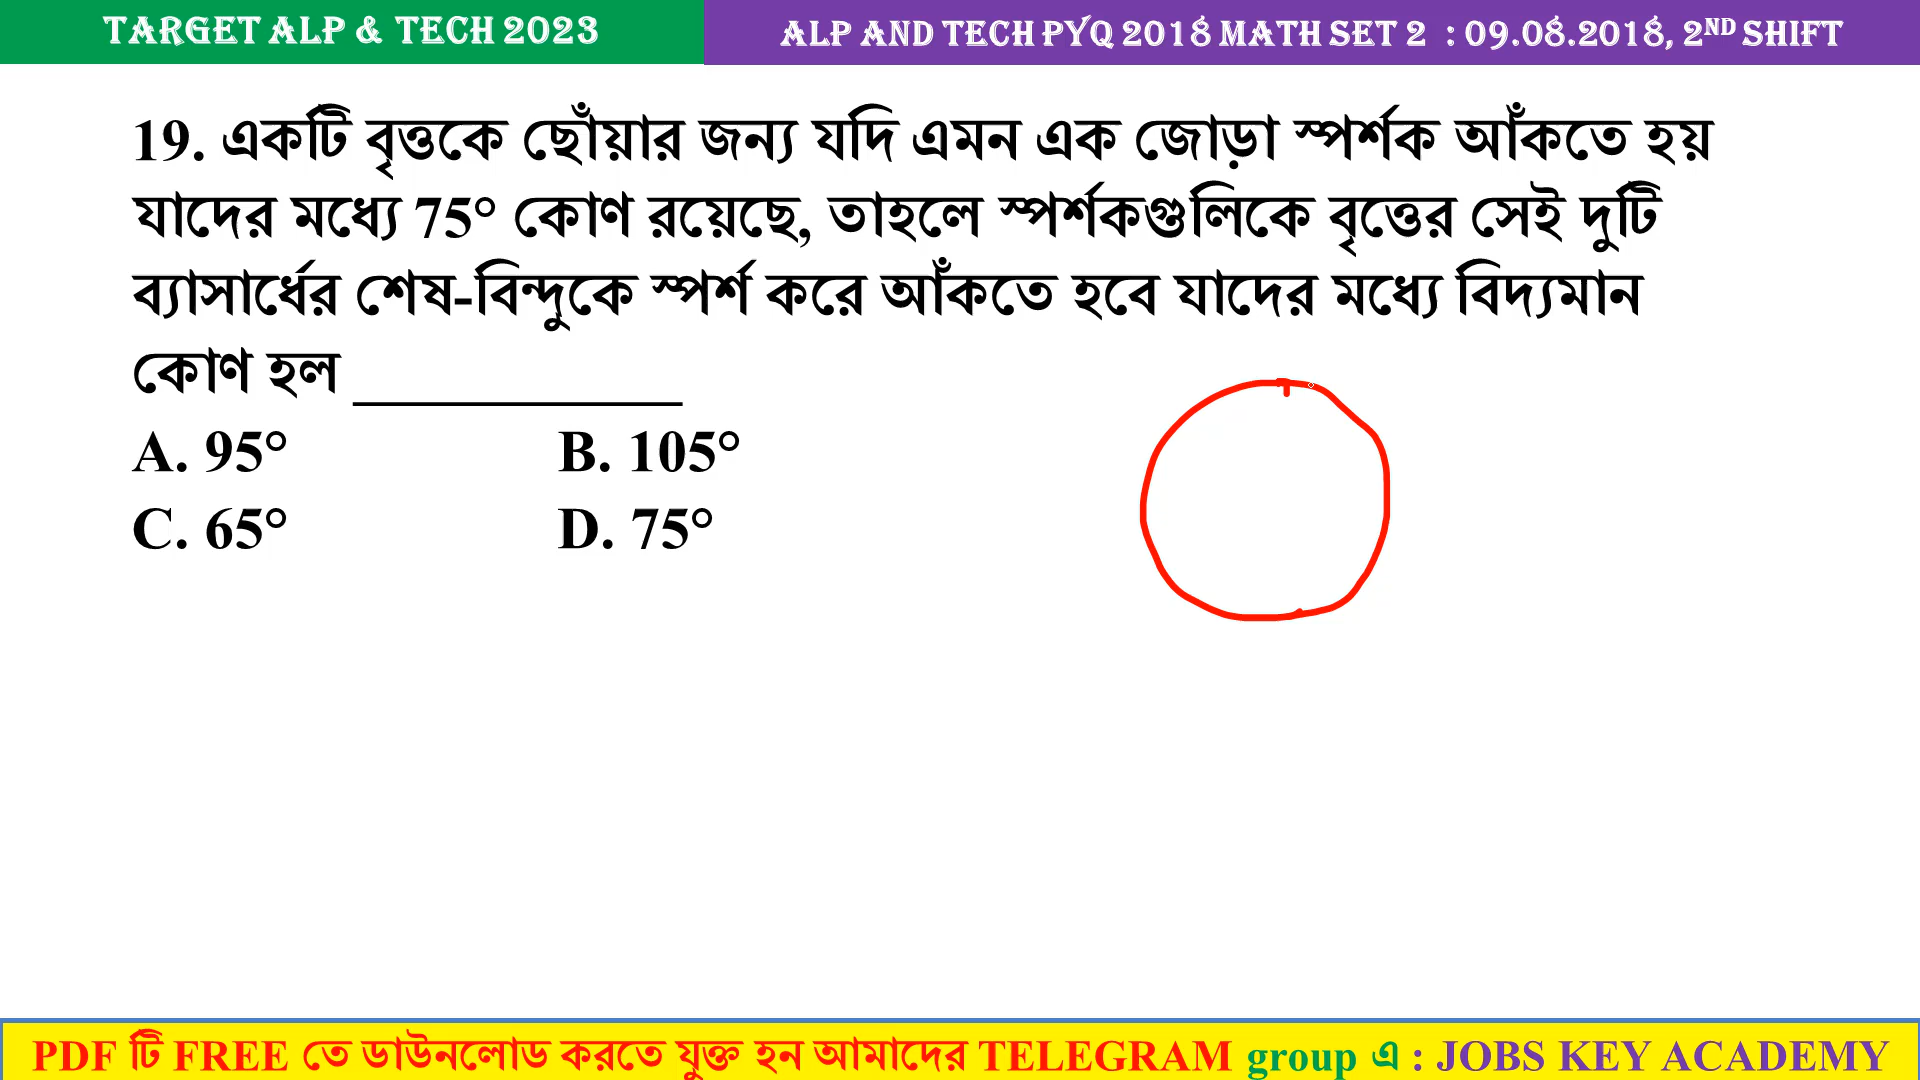 TARGET ALP & TECH 2023
ALP AND TECH PYQ 2018 MATH SET 2 : 09.08.2018, 2ND SHIFT
19. একটি বৃত্তকে ছোঁয়ার জন্য যদি এমন এক জোড়া স্পর্শক আঁকতে হয়
যাদের মধ্যে 75° কোণ রয়েছে, তাহলে স্পর্শকগুলিকে বৃত্তের সেই দুটি
ব্যাসার্ধের শেষ-বিন্দুকে স্পর্শ করে আঁকতে হবে যাদের মধ্যে বিদ্যমান
কোণ হল ___________
A. 95° B. 105°
C. 65° D. 75°
PDF টি FREE তে ডাউনলোড করতে যুক্ত হন আমাদের TELEGRAM group এ : JOBS KEY ACADEMY